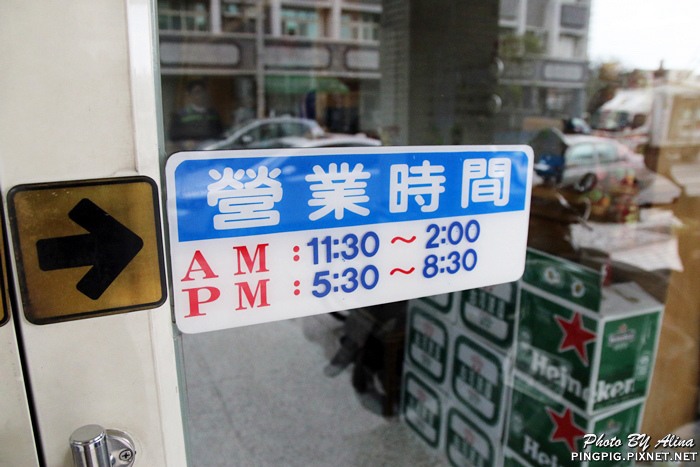 營業時間
AM:11:30～2:00
PM:5:30～8:30
Heineken
Photo BY Alina
PINGPIG.PIXNET.NET